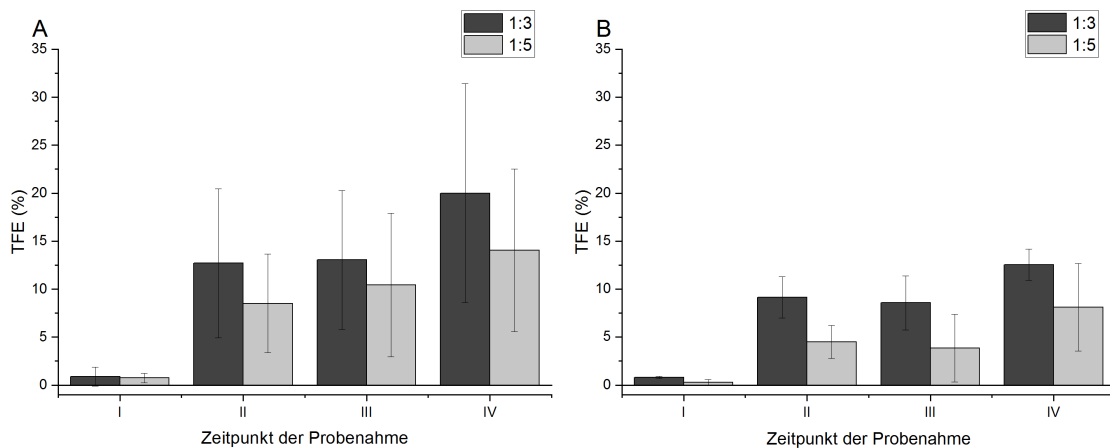 A
1:3
1:5
35
30
25
20
15
10
5
0
TFE (%)
I
II
III
IV
Zeitpunkt der Probenahme
B
1:3
1:5
35
30
25
20
15
10
5
0
TFE (%)
I
II
III
IV
Zeitpunkt der Probenahme